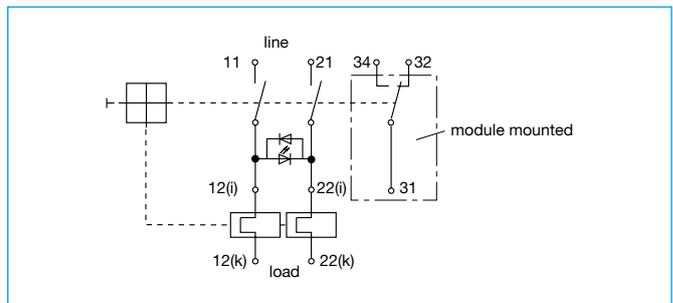 line
11 21 34 32
module mounted
12(i) 22(i) 31
12(k) 22(k)
load